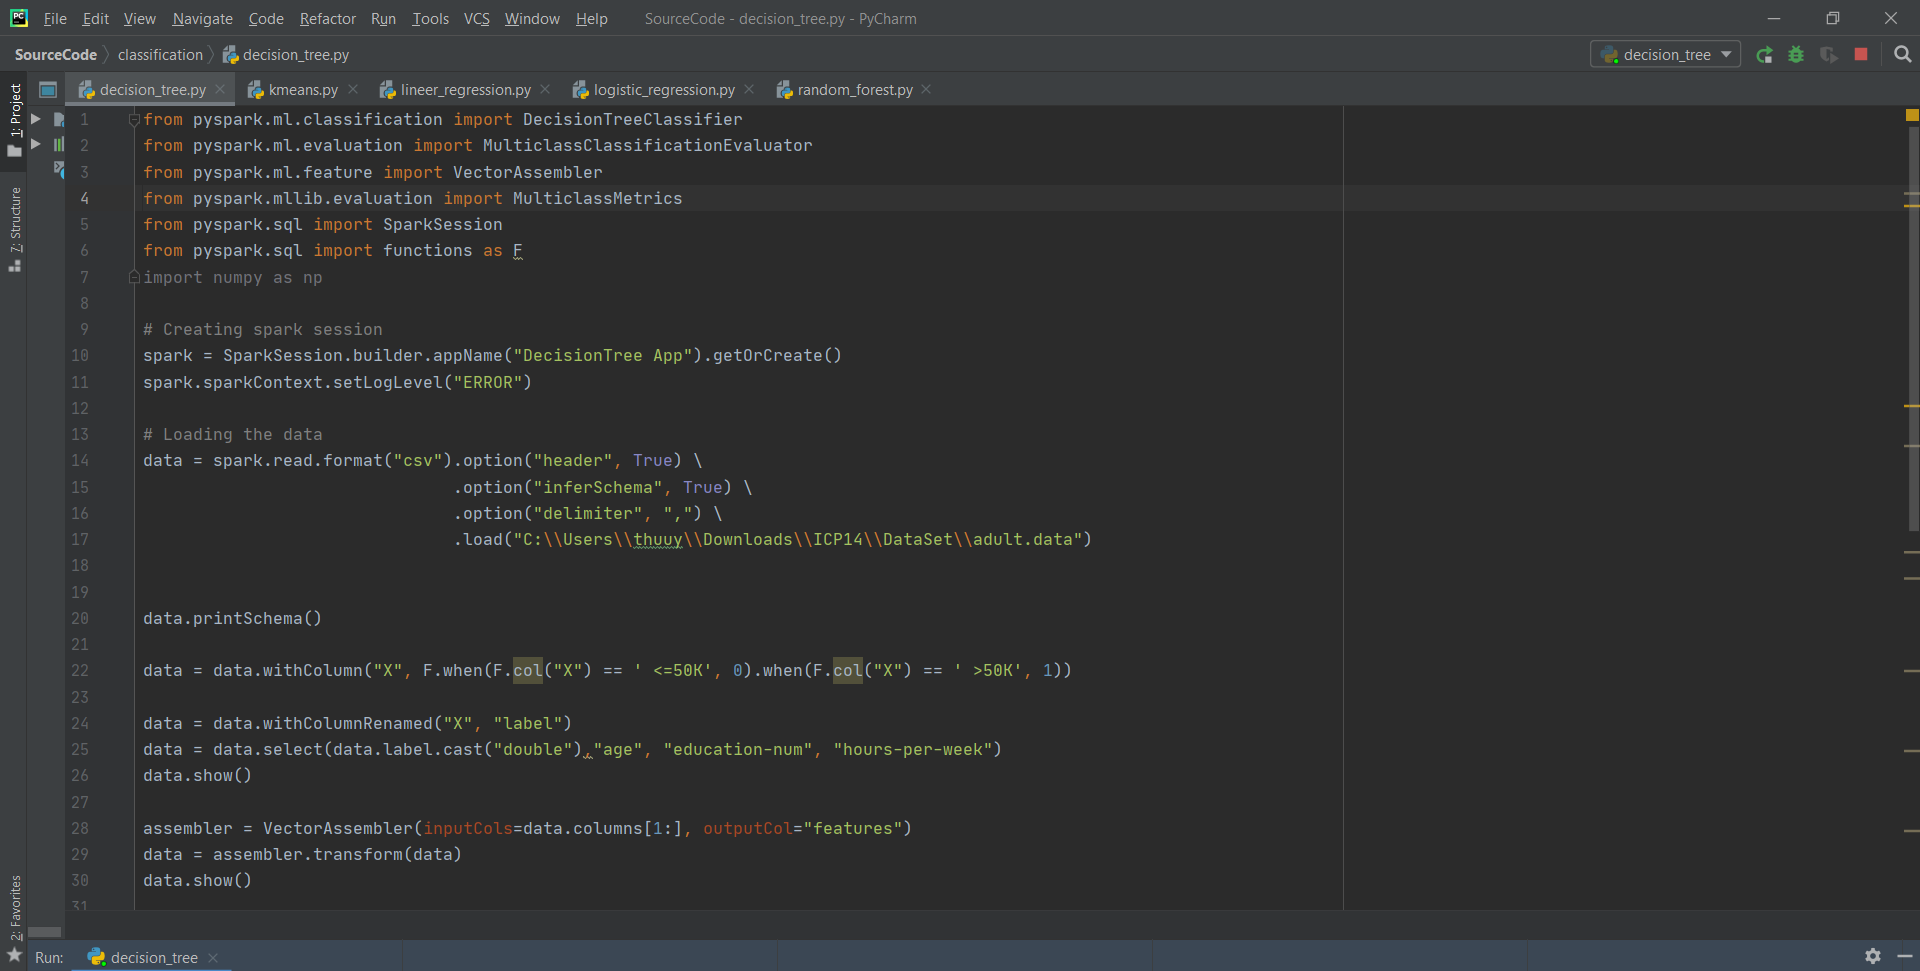 File Edit View Navigate Code Refactor Run Tools VCS Window Help SourceCode - decision_tree.py - PyCharm
SourceCode classification decision_tree.py decision_tree
decision_tree.py kmeans.py lineer_regression.py logistic_regression.py random_forest.py
1: Project
7: Structure
2: Favorites
1 from pyspark.ml.classification import DecisionTreeClassifier
2 from pyspark.ml.evaluation import MulticlassClassificationEvaluator
3 from pyspark.ml.feature import VectorAssembler
4 from pyspark.mllib.evaluation import MulticlassMetrics
5 from pyspark.sql import SparkSession
6 from pyspark.sql import functions as F
7 import numpy as np
8
9 # Creating spark session
10 spark = SparkSession.builder.appName("DecisionTree App").getOrCreate()
11 spark.sparkContext.setLogLevel("ERROR")
12
13 # Loading the data
14 data = spark.read.format("csv").option("header", True) \
15 .option("inferSchema", True) \
16 .option("delimiter", ",") \
17 .load("C:\\Users\\thuuy\\Downloads\\ICP14\\DataSet\\adult.data")
18
19
20 data.printSchema()
21
22 data = data.withColumn("X", F.when(F.col("X") == ' <=50K', 0).when(F.col("X") == ' >50K', 1))
23
24 data = data.withColumnRenamed("X", "label")
25 data = data.select(data.label.cast("double"),"age", "education-num", "hours-per-week")
26 data.show()
27
28 assembler = VectorAssembler(inputCols=data.columns[1:], outputCol="features")
29 data = assembler.transform(data)
30 data.show()
31
Run: decision_tree